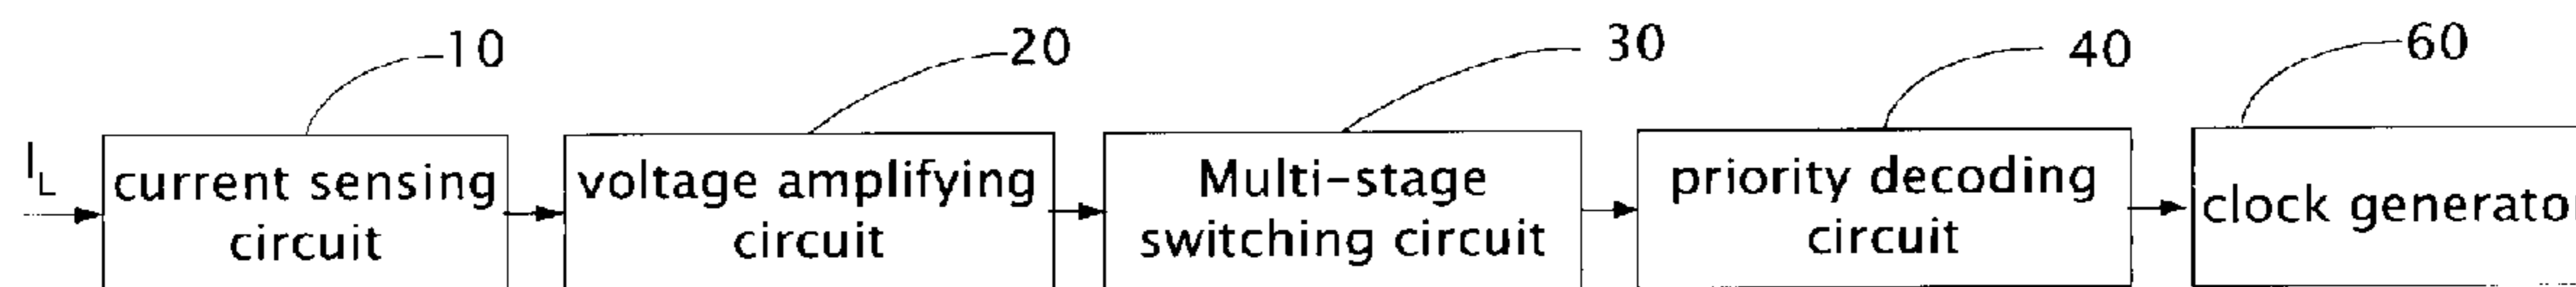 10
20
30
40
60
I_L
current sensing
circuit
voltage amplifying
circuit
Multi-stage
switching circuit
priority decoding
circuit
clock